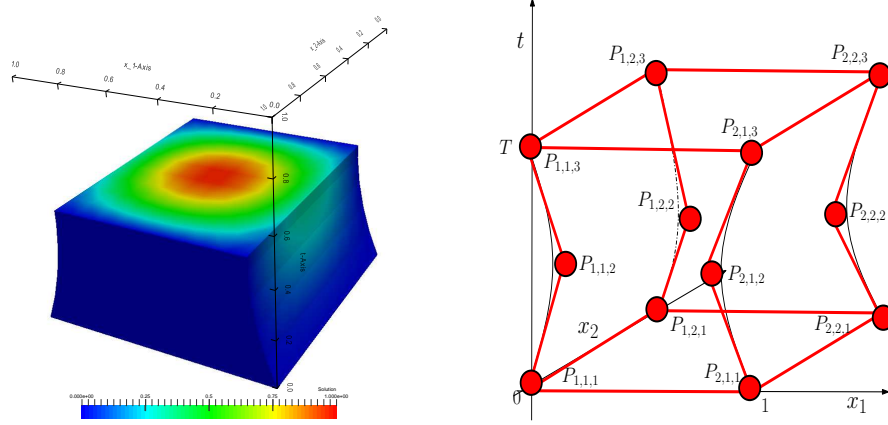 x_2-Axis
0.0
0.2
0.4
0.6
0.8
1.0
x_1-Axis
1.0
0.8
0.6
0.4
0.2
0.0
1.0
0.8
0.6
t-Axis
0.4
0.2
0.0
Solution
0.000e+00 0.25 0.50 0.75 1.000e+00
t
P1,2,3
P2,2,3
P2,1,3
T
P1,1,3
P1,2,2
P2,2,2
P1,1,2
P2,1,2
x2
P1,2,1
P2,2,1
P1,1,1
P2,1,1
0
1
x1